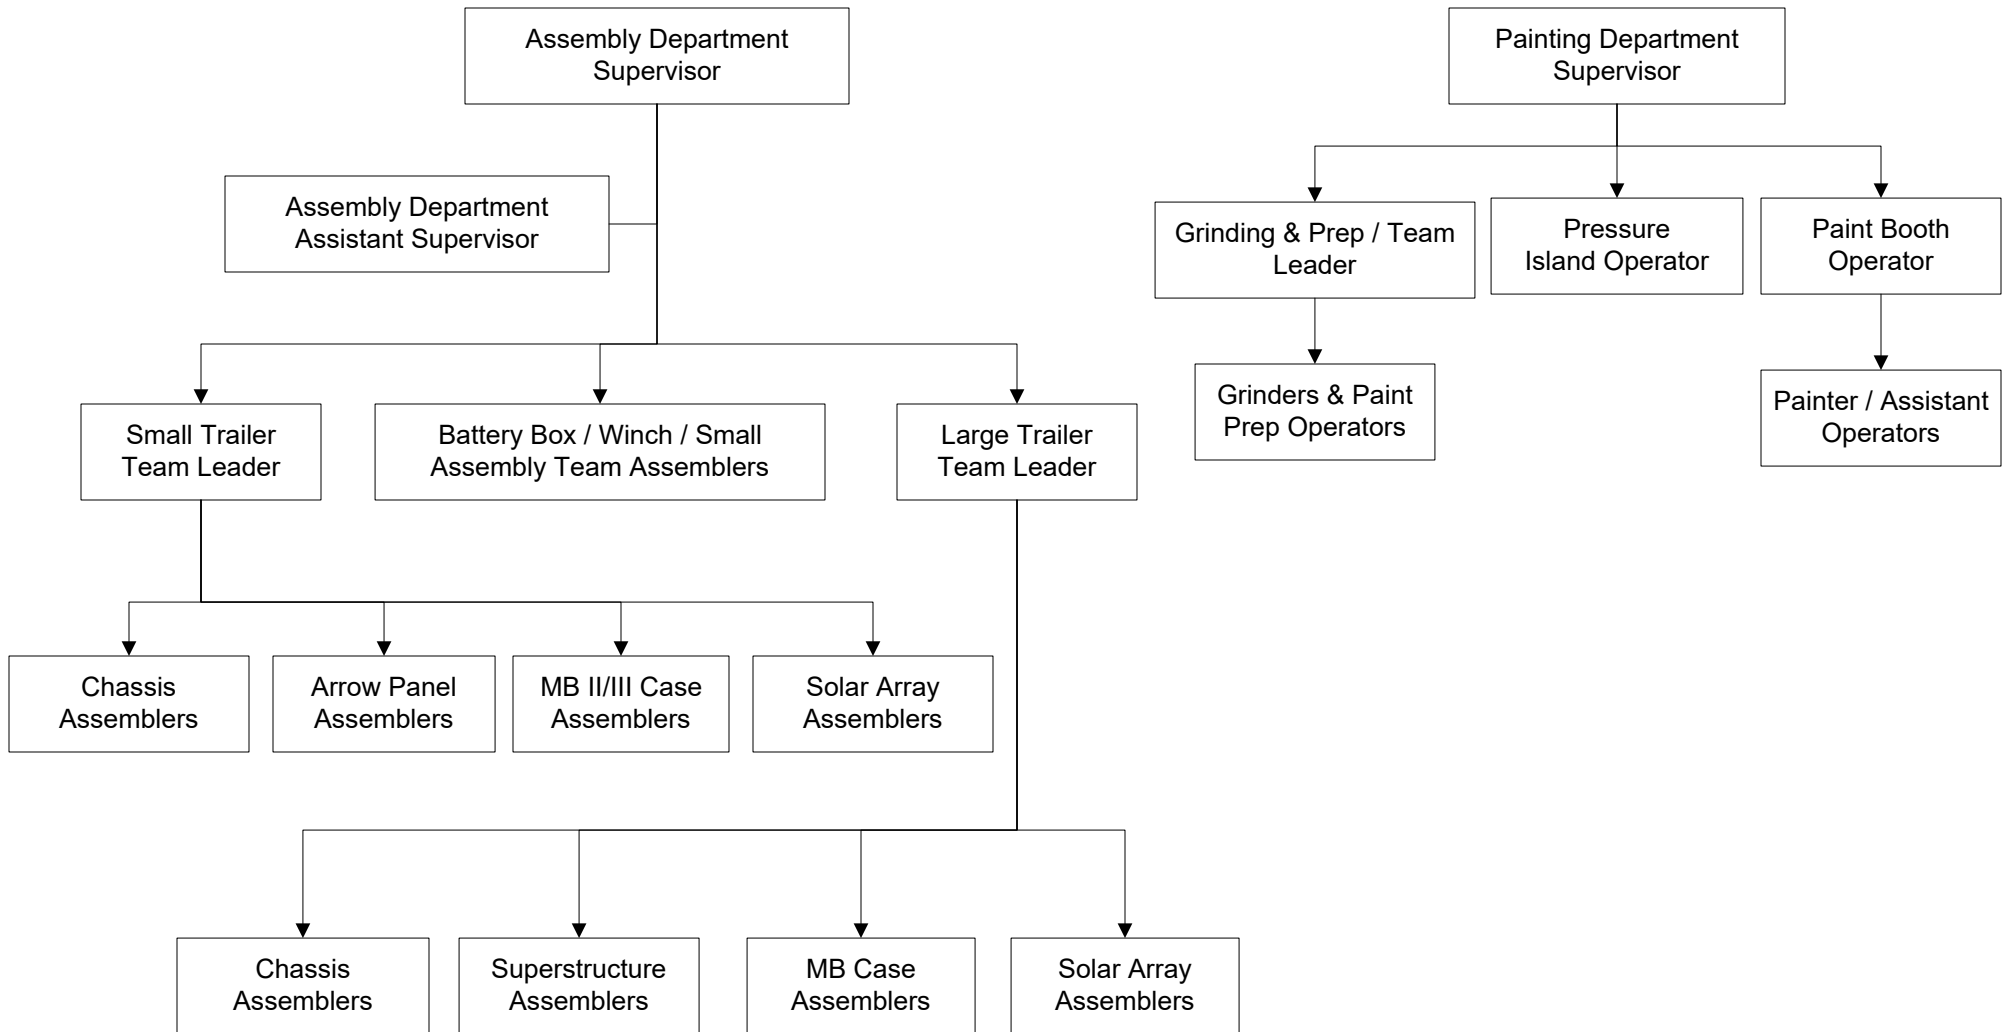 Assembly Department
Supervisor
Painting Department
Supervisor
Assembly Department
Assistant Supervisor
Grinding & Prep / Team
Leader
Pressure
Island Operator
Paint Booth
Operator
Grinders & Paint
Prep Operators
Painter / Assistant
Operators
Small Trailer
Team Leader
Battery Box / Winch / Small
Assembly Team Assemblers
Large Trailer
Team Leader
Chassis
Assemblers
Arrow Panel
Assemblers
MB II/III Case
Assemblers
Solar Array
Assemblers
Chassis
Assemblers
Superstructure
Assemblers
MB Case
Assemblers
Solar Array
Assemblers